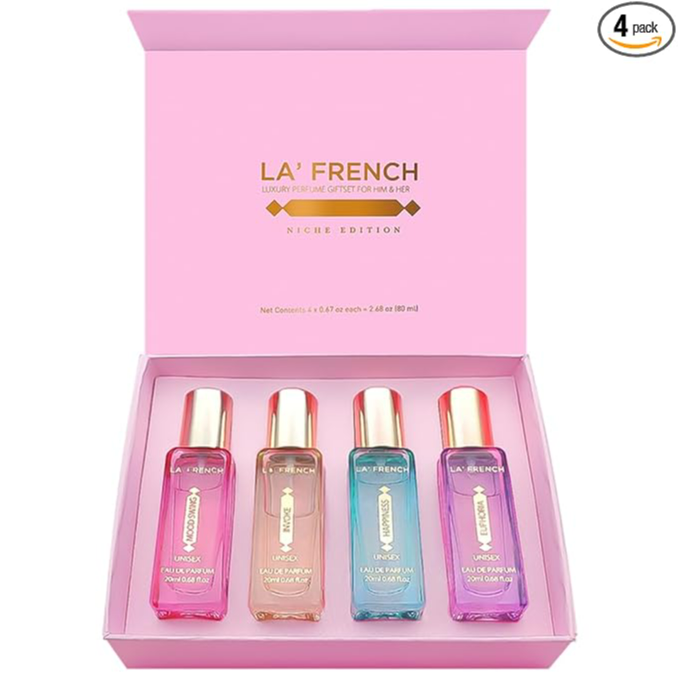 4 pack
LA' FRENCH
LUXURY PERFUME GIFTSET FOR HIM & HER
NICHE EDITION
Net Contents 4 x 0.67 oz each = 2.68 oz (80 ml)
LA' FRENCH
MOOD SWING
UNISEX
EAU DE PARFUM
20ml 0.68 fl.oz
LA' FRENCH
INVOKE
UNISEX
EAU DE PARFUM
20ml 0.68 fl.oz
LA' FRENCH
HAPPINESS
UNISEX
EAU DE PARFUM
20ml 0.68 fl.oz
LA' FRENCH
EUPHORIA
UNISEX
EAU DE PARFUM
20ml 0.68 fl.oz